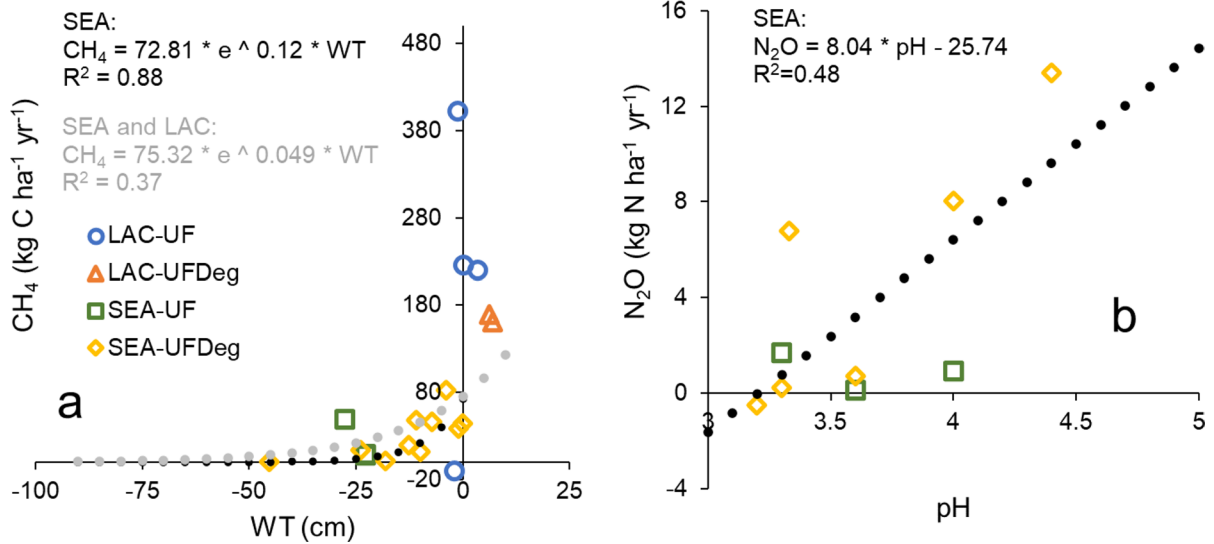 SEA:
CH₄ = 72.81 * e ^ 0.12 * WT
R² = 0.88
SEA and LAC:
CH₄ = 75.32 * e ^ 0.049 * WT
R² = 0.37
LAC-UF
LAC-UFDeg
SEA-UF
SEA-UFDeg
a
CH₄ (kg C ha⁻¹ yr⁻¹)
480
380
280
180
80
-20
-100
-75
-50
-25
0
25
WT (cm)
SEA:
N₂O = 8.04 * pH - 25.74
R²=0.48
b
N₂O (kg N ha⁻¹ yr⁻¹)
16
12
8
4
0
-4
3
3.5
4
4.5
5
pH